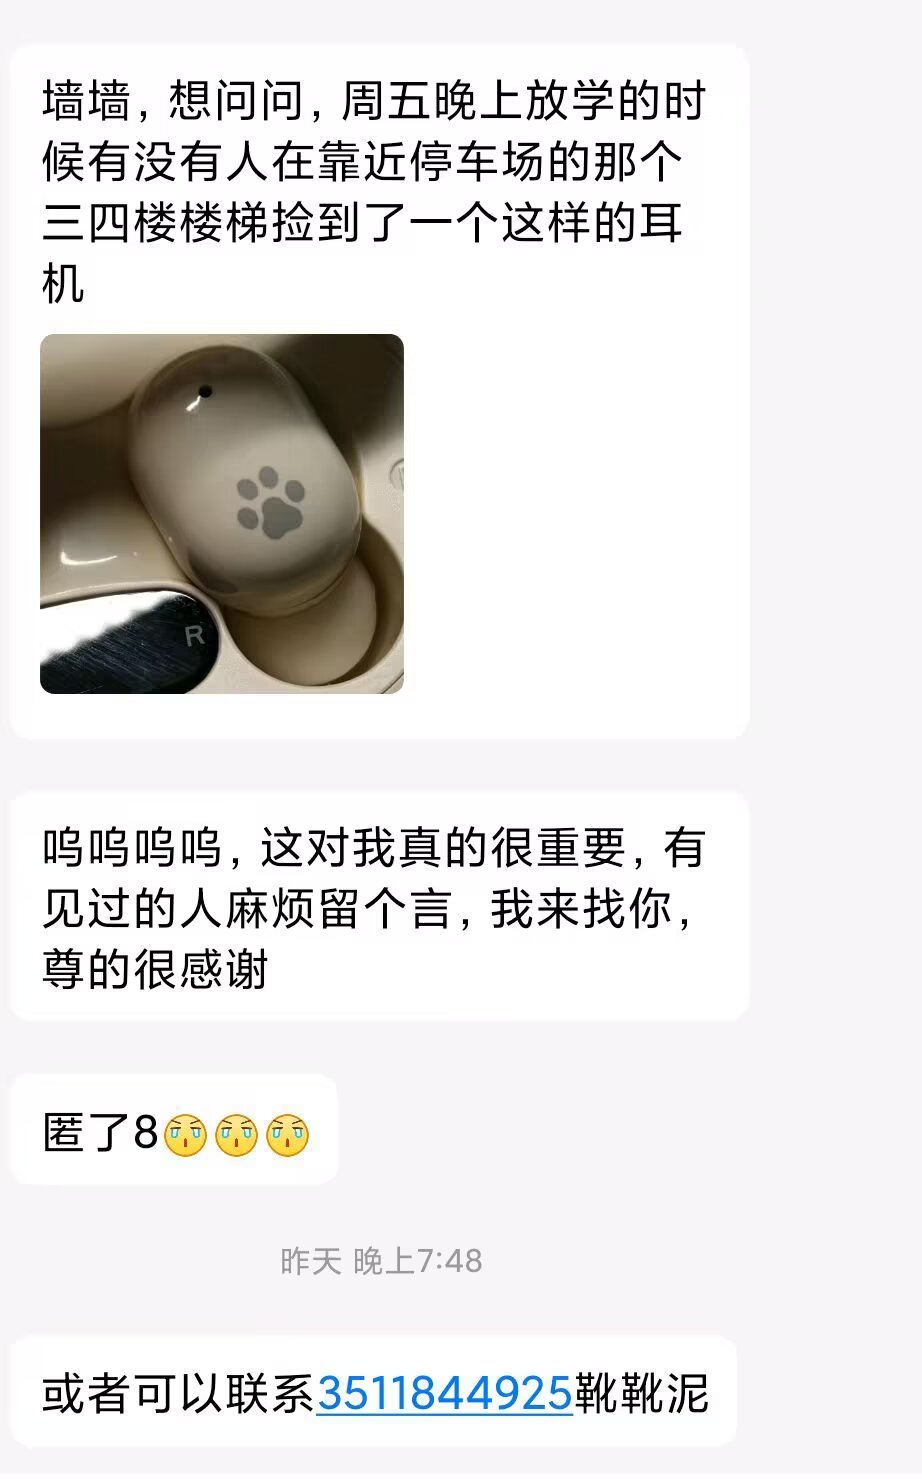 墙墙，想问问，周五晚上放学的时
候有没有人在靠近停车场的那个
三四楼楼梯捡到了一个这样的耳
机
R
呜呜呜呜，这对我真的很重要，有
见过的人麻烦留个言，我来找你，
尊的很感谢
匿了8😭😭😭
昨天 晚上7:48
或者可以联系3511844925靴靴泥